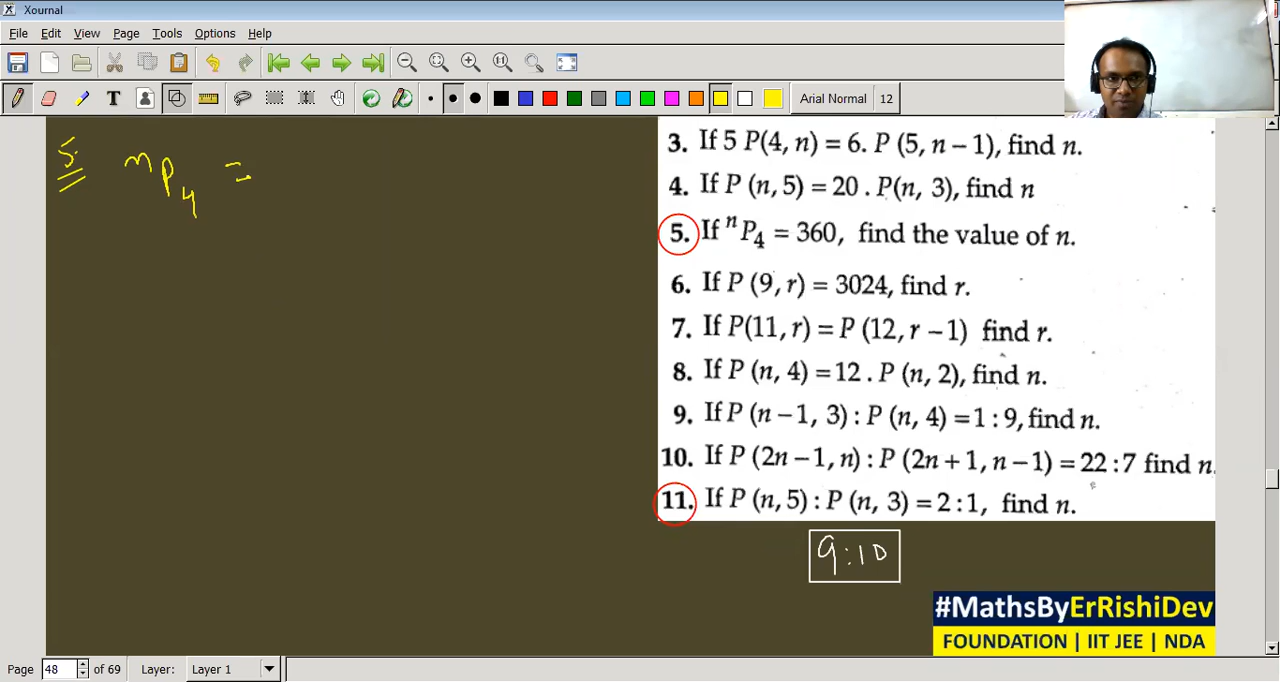 Xournal
File Edit View Page Tools Options Help
Arial Normal 12
5. nP4 =
3. If 5 P(4, n) = 6. P (5, n − 1), find n.
4. If P (n, 5) = 20 . P(n, 3), find n
5. If ⁿP₄ = 360, find the value of n.
6. If P (9, r) = 3024, find r.
7. If P(11, r) = P (12, r − 1) find r.
8. If P (n, 4) = 12 . P (n, 2), find n.
9. If P (n − 1, 3) : P (n, 4) = 1 : 9, find n.
10. If P (2n − 1, n) : P (2n + 1, n − 1) = 22 : 7 find n.
11. If P (n, 5) : P (n, 3) = 2 : 1, find n.
9:10
#MathsByErRishiDev
FOUNDATION | IIT JEE | NDA
Page 48 of 69 Layer: Layer 1